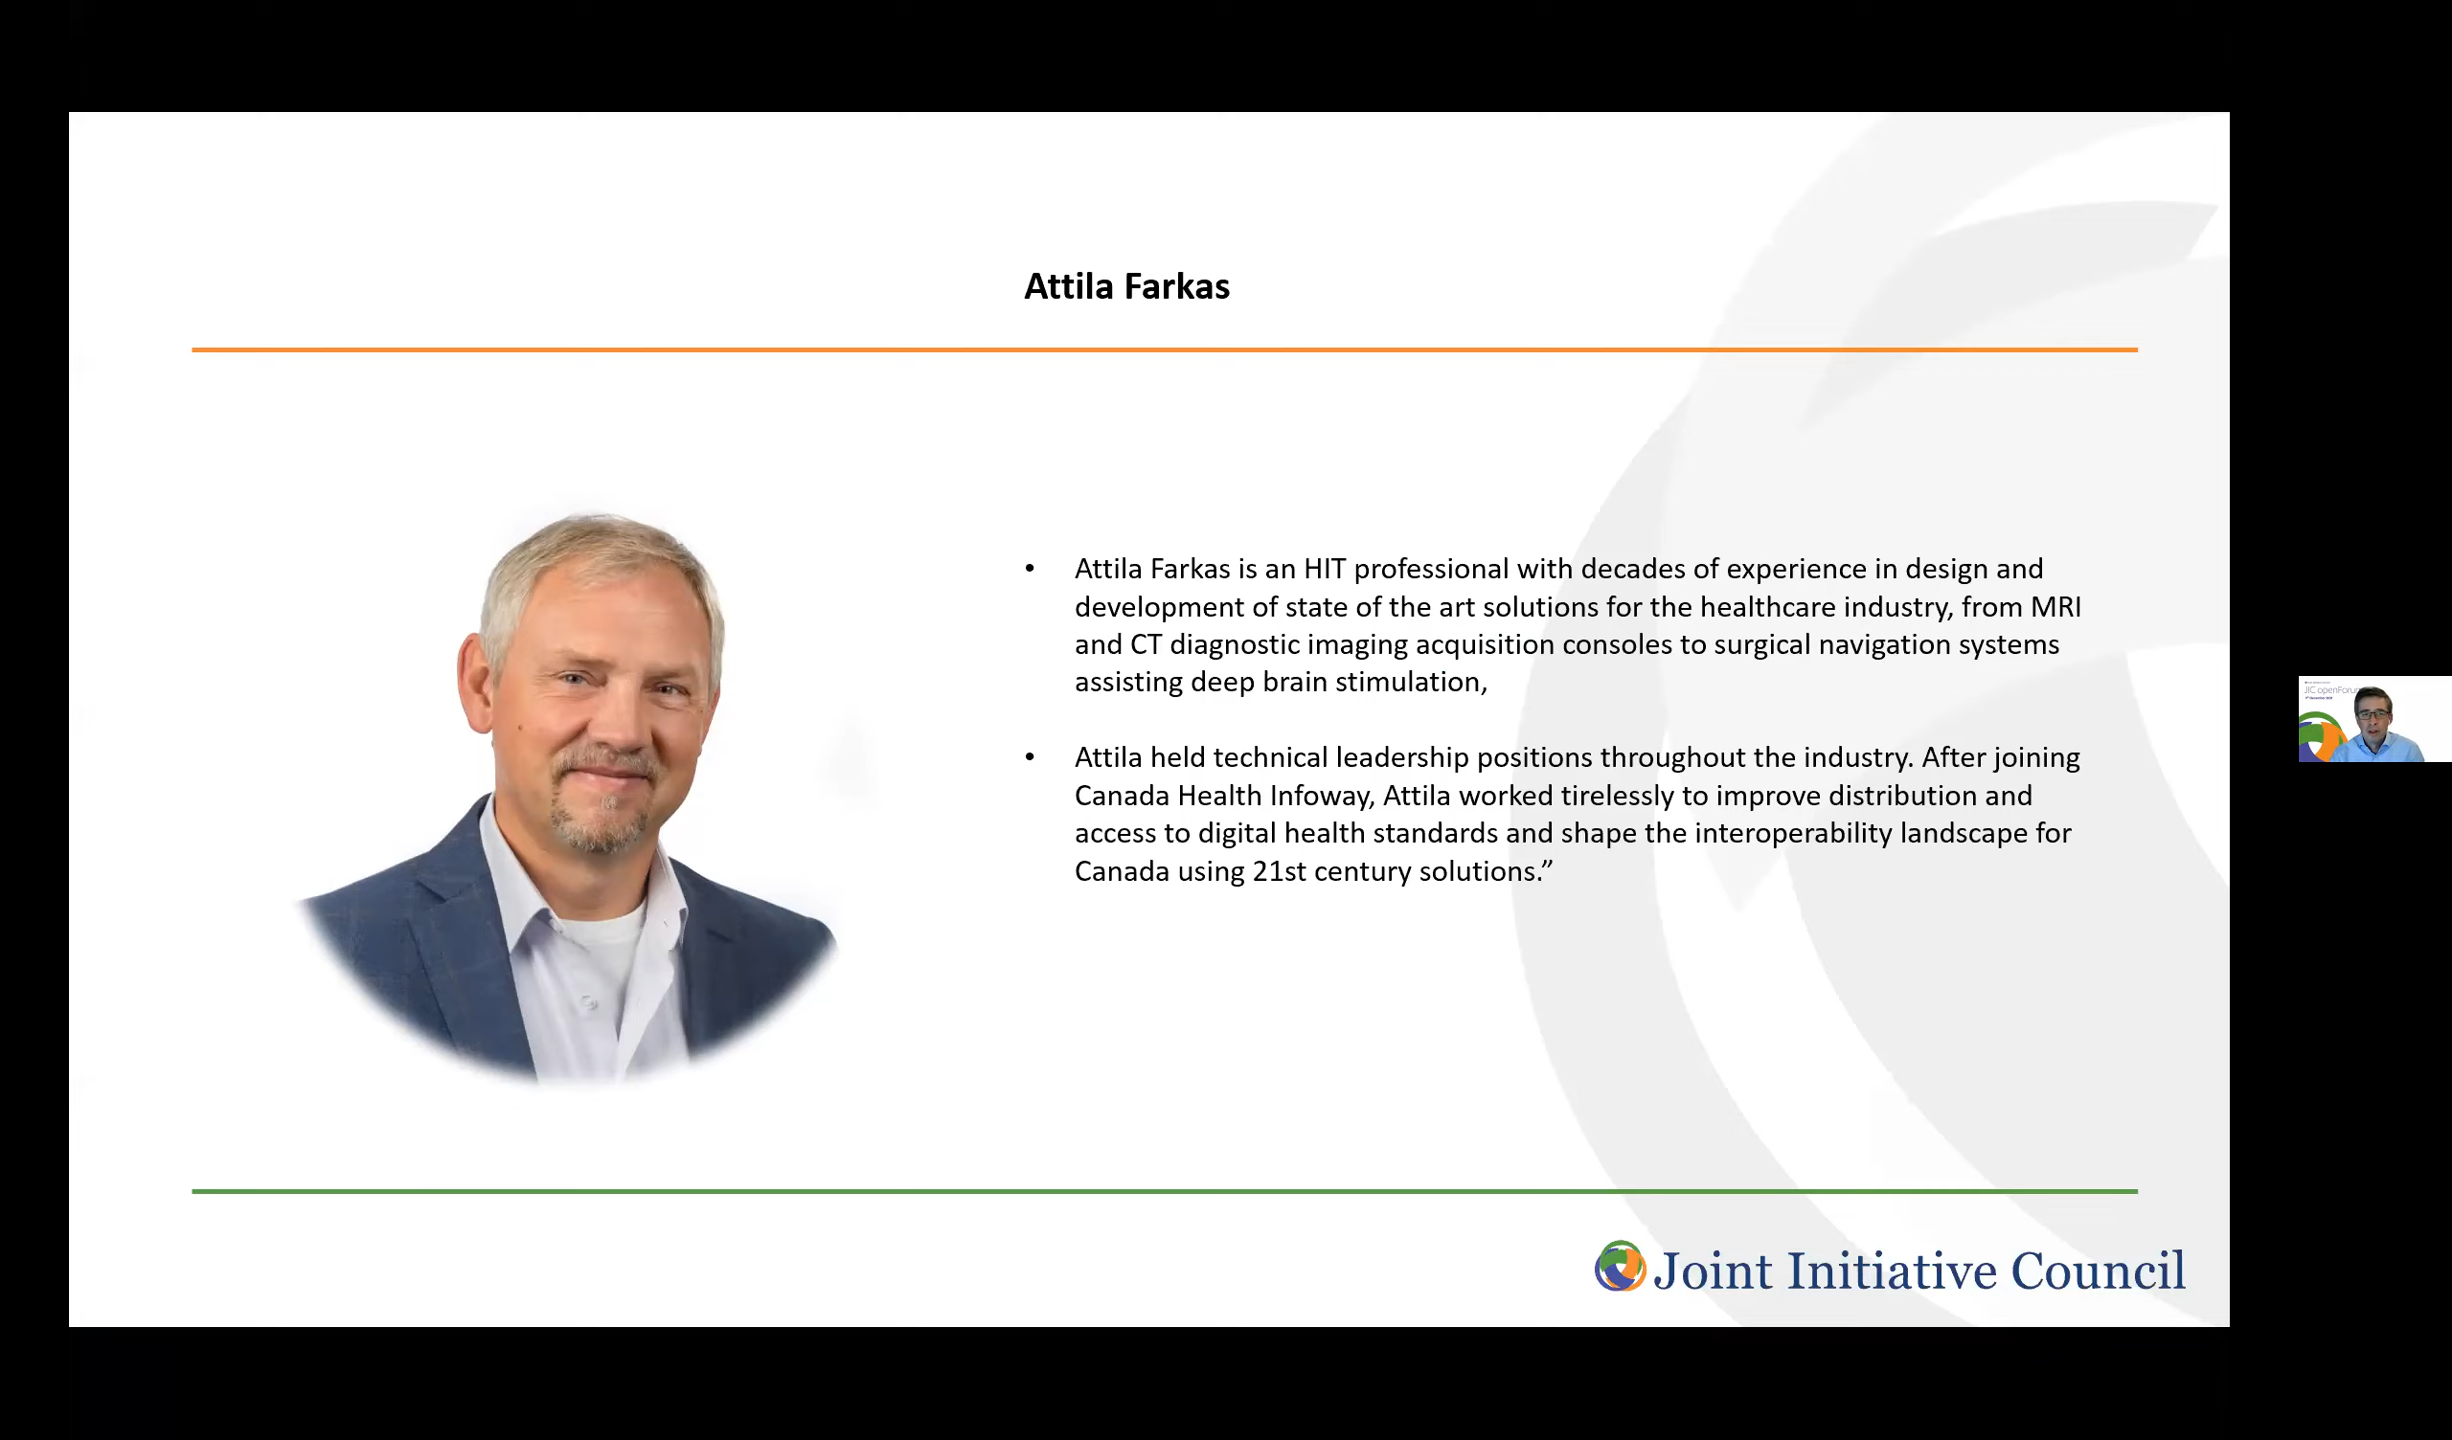 Attila Farkas
• Attila Farkas is an HIT professional with decades of experience in design and
development of state of the art solutions for the healthcare industry, from MRI
and CT diagnostic imaging acquisition consoles to surgical navigation systems
assisting deep brain stimulation,
• Attila held technical leadership positions throughout the industry. After joining
Canada Health Infoway, Attila worked tirelessly to improve distribution and
access to digital health standards and shape the interoperability landscape for
Canada using 21st century solutions.”
JIC openForu
Joint Initiative Council